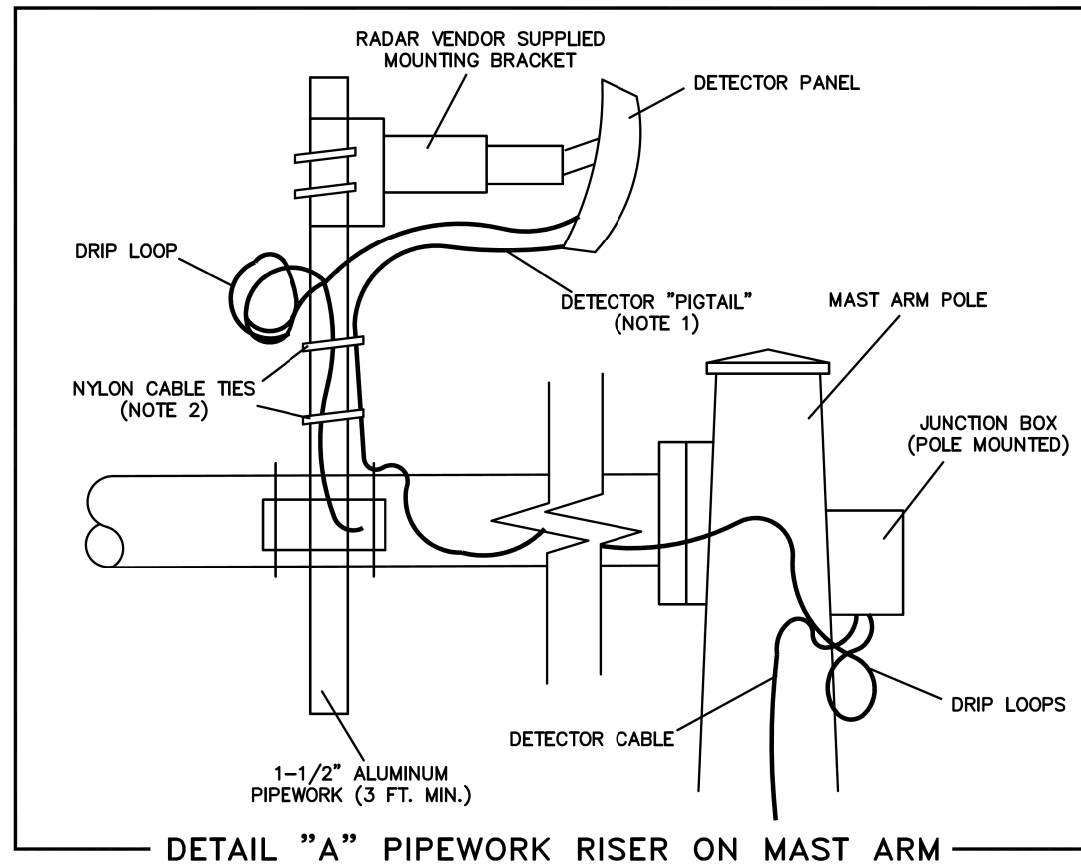 RADAR VENDOR SUPPLIED
MOUNTING BRACKET
DETECTOR PANEL
DRIP LOOP
DETECTOR "PIGTAIL"
(NOTE 1)
MAST ARM POLE
NYLON CABLE TIES
(NOTE 2)
JUNCTION BOX
(POLE MOUNTED)
DRIP LOOPS
DETECTOR CABLE
1-1/2" ALUMINUM
PIPEWORK (3 FT. MIN.)
DETAIL "A" PIPEWORK RISER ON MAST ARM